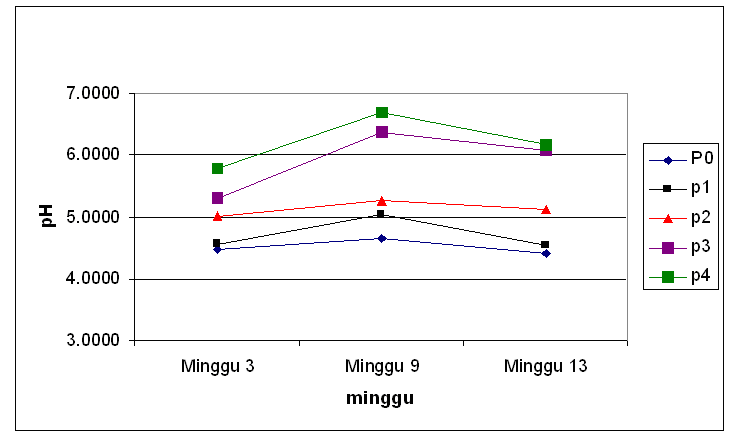 7.0000
6.0000
5.0000
4.0000
3.0000
pH
Minggu 3
Minggu 9
Minggu 13
minggu
P0
p1
p2
p3
p4